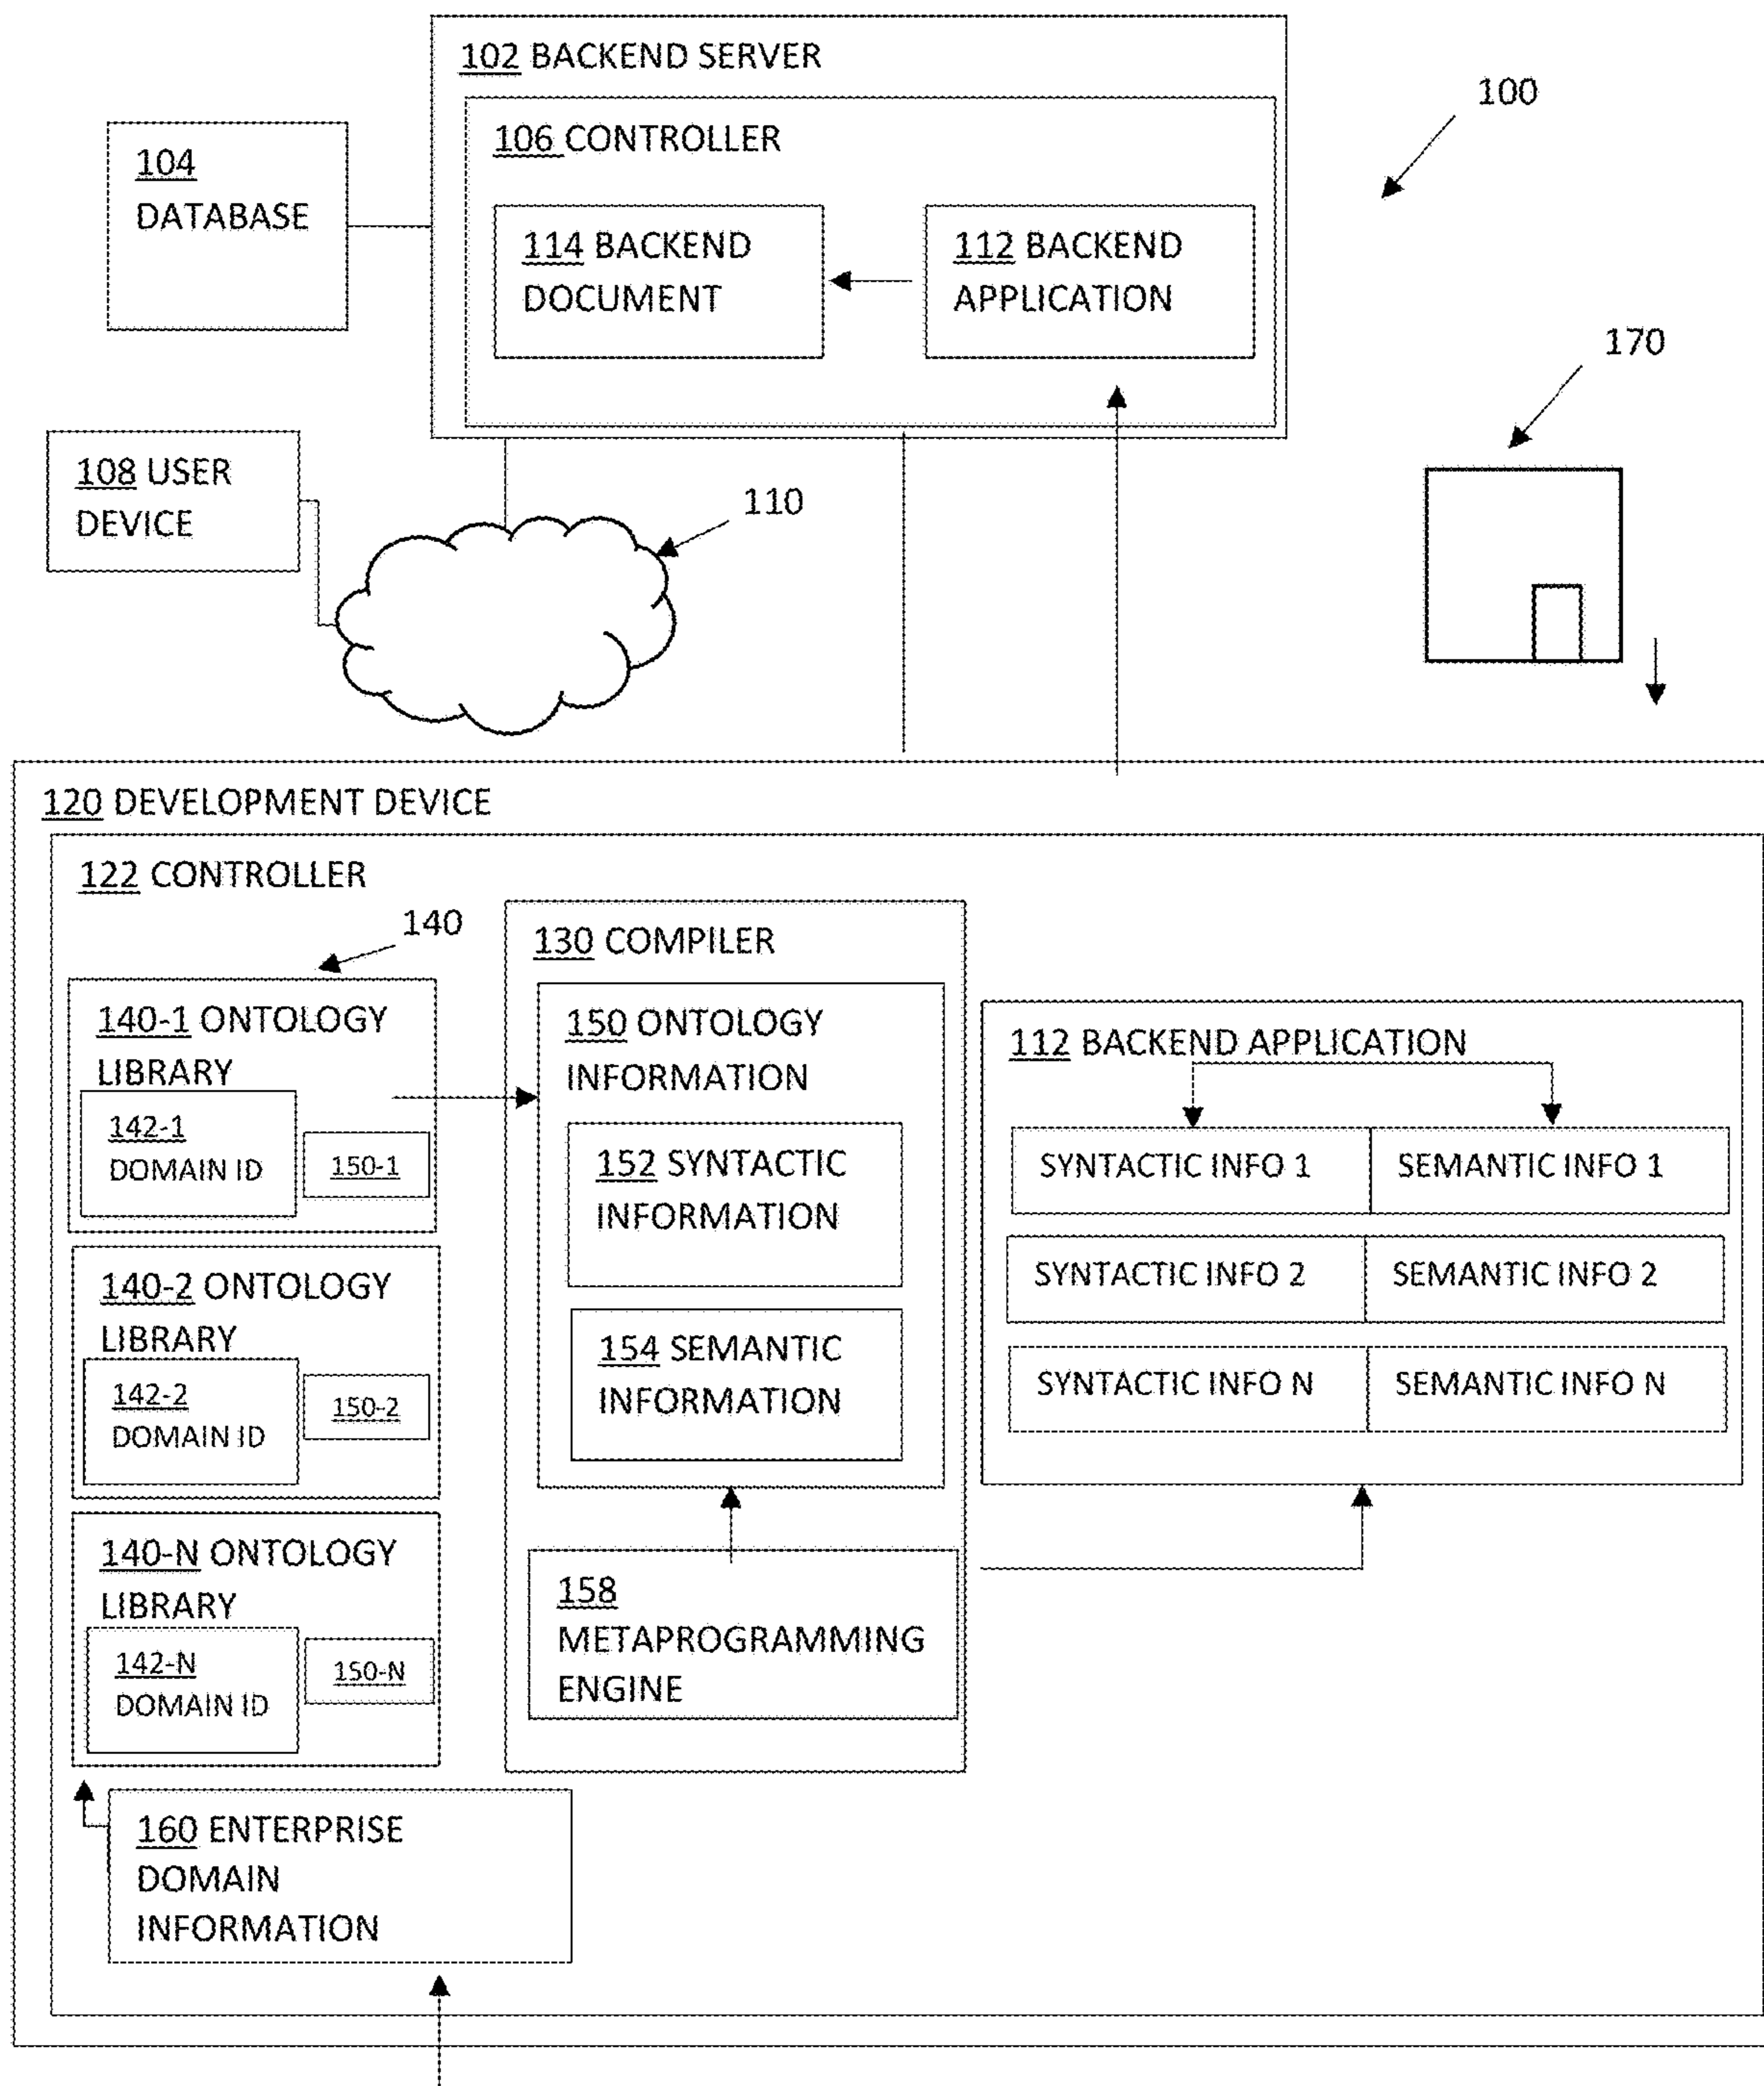 102 BACKEND SERVER
100
106 CONTROLLER
104
DATABASE
114 BACKEND
DOCUMENT
112 BACKEND
APPLICATION
170
108 USER
DEVICE
110
120 DEVELOPMENT DEVICE
122 CONTROLLER
140
130 COMPILER
140-1 ONTOLOGY
LIBRARY
142-1
DOMAIN ID
150-1
150 ONTOLOGY
INFORMATION
152 SYNTACTIC
INFORMATION
154 SEMANTIC
INFORMATION
112 BACKEND APPLICATION
SYNTACTIC INFO 1
SEMANTIC INFO 1
SYNTACTIC INFO 2
SEMANTIC INFO 2
SYNTACTIC INFO N
SEMANTIC INFO N
140-2 ONTOLOGY
LIBRARY
142-2
DOMAIN ID
150-2
140-N ONTOLOGY
LIBRARY
142-N
DOMAIN ID
150-N
158
METAPROGRAMMING
ENGINE
160 ENTERPRISE
DOMAIN
INFORMATION